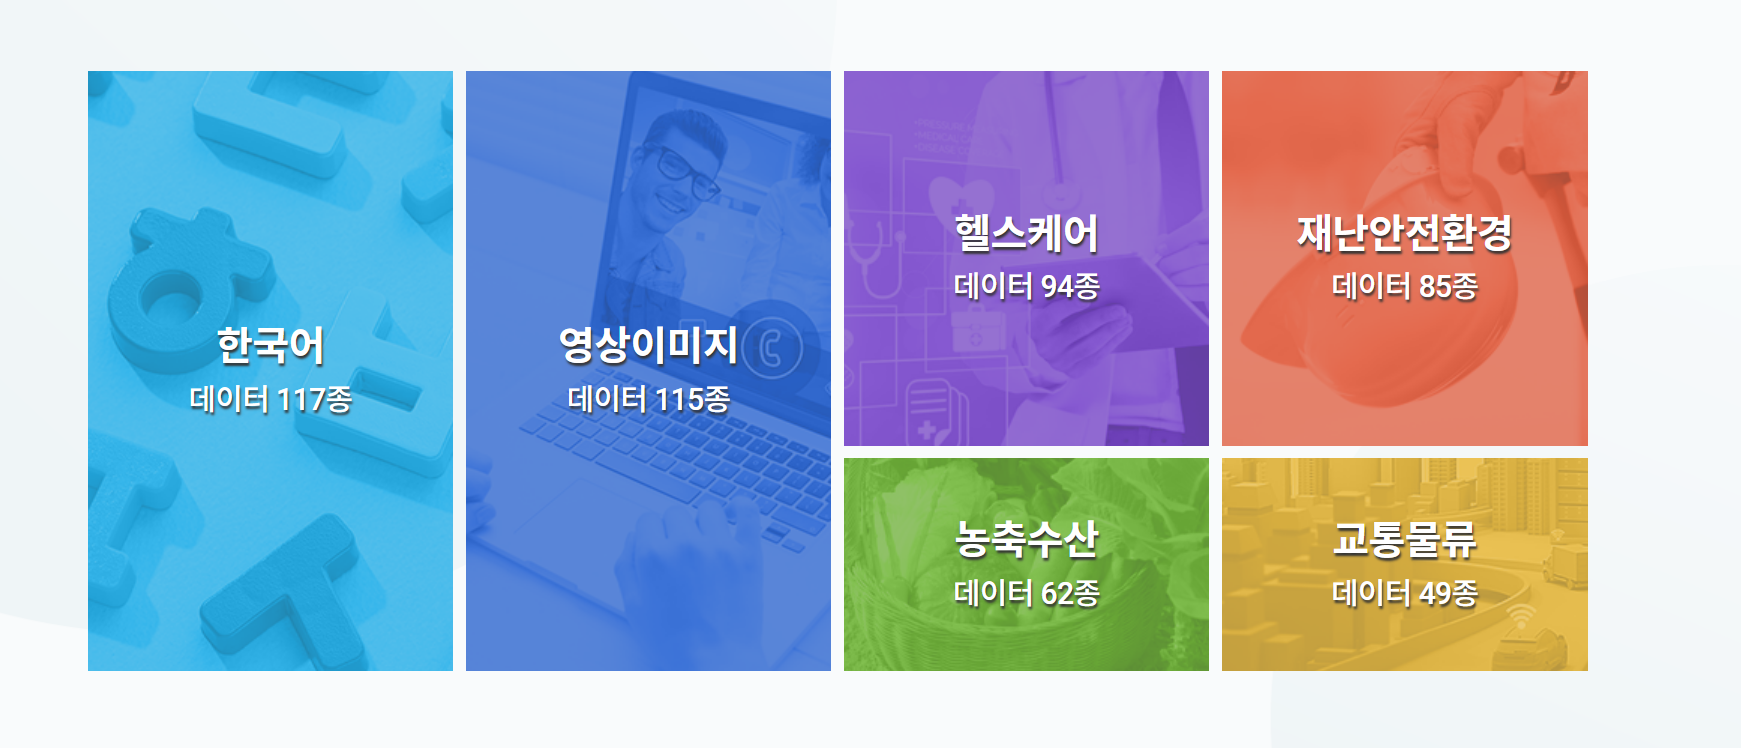 한국어
데이터 117종
영상이미지
데이터 115종
헬스케어
데이터 94종
재난안전환경
데이터 85종
농축수산
데이터 62종
교통물류
데이터 49종